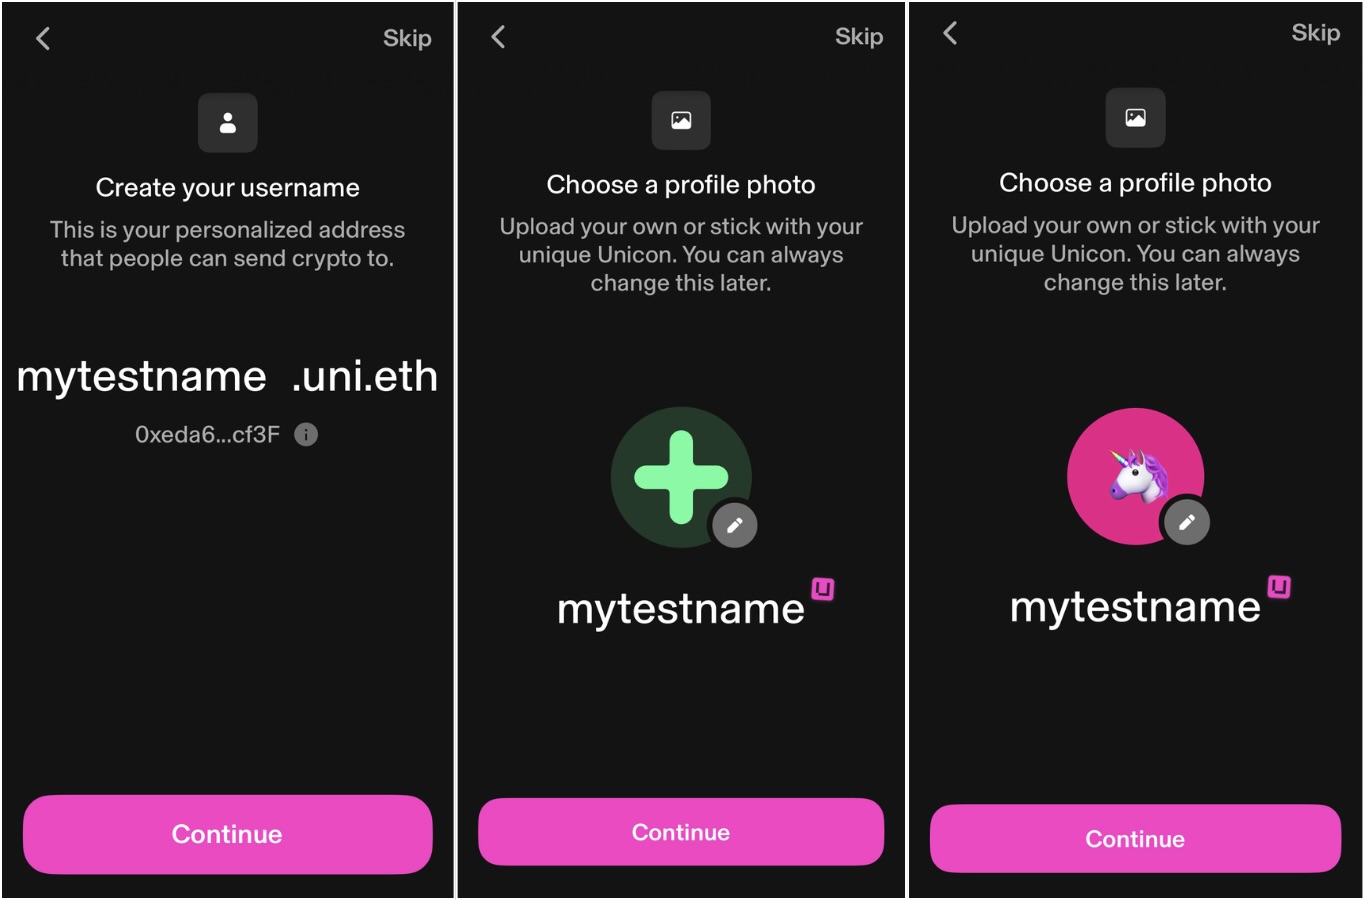 Skip
Create your username
This is your personalized address
that people can send crypto to.
mytestname .uni.eth
0xeda6...cf3F
Continue
Skip
Choose a profile photo
Upload your own or stick with your
unique Unicon. You can always
change this later.
mytestname
Continue
Skip
Choose a profile photo
Upload your own or stick with your
unique Unicon. You can always
change this later.
mytestname
Continue